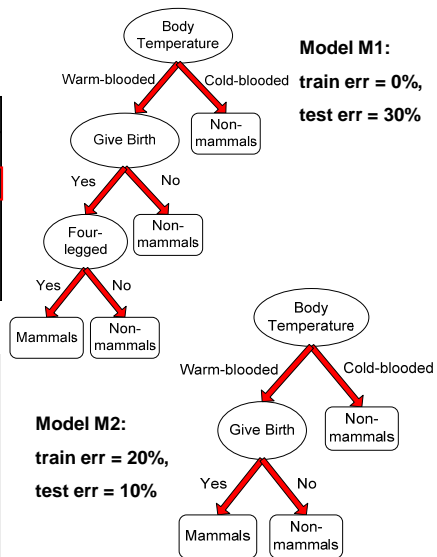 Body
Temperature
Model M1:
train err = 0%,
test err = 30%
Warm-blooded
Cold-blooded
Give Birth
Non-
mammals
Yes
No
Four-
legged
Non-
mammals
Yes
No
Mammals
Non-
mammals
Body
Temperature
Warm-blooded
Cold-blooded
Model M2:
train err = 20%,
test err = 10%
Give Birth
Non-
mammals
Yes
No
Mammals
Non-
mammals